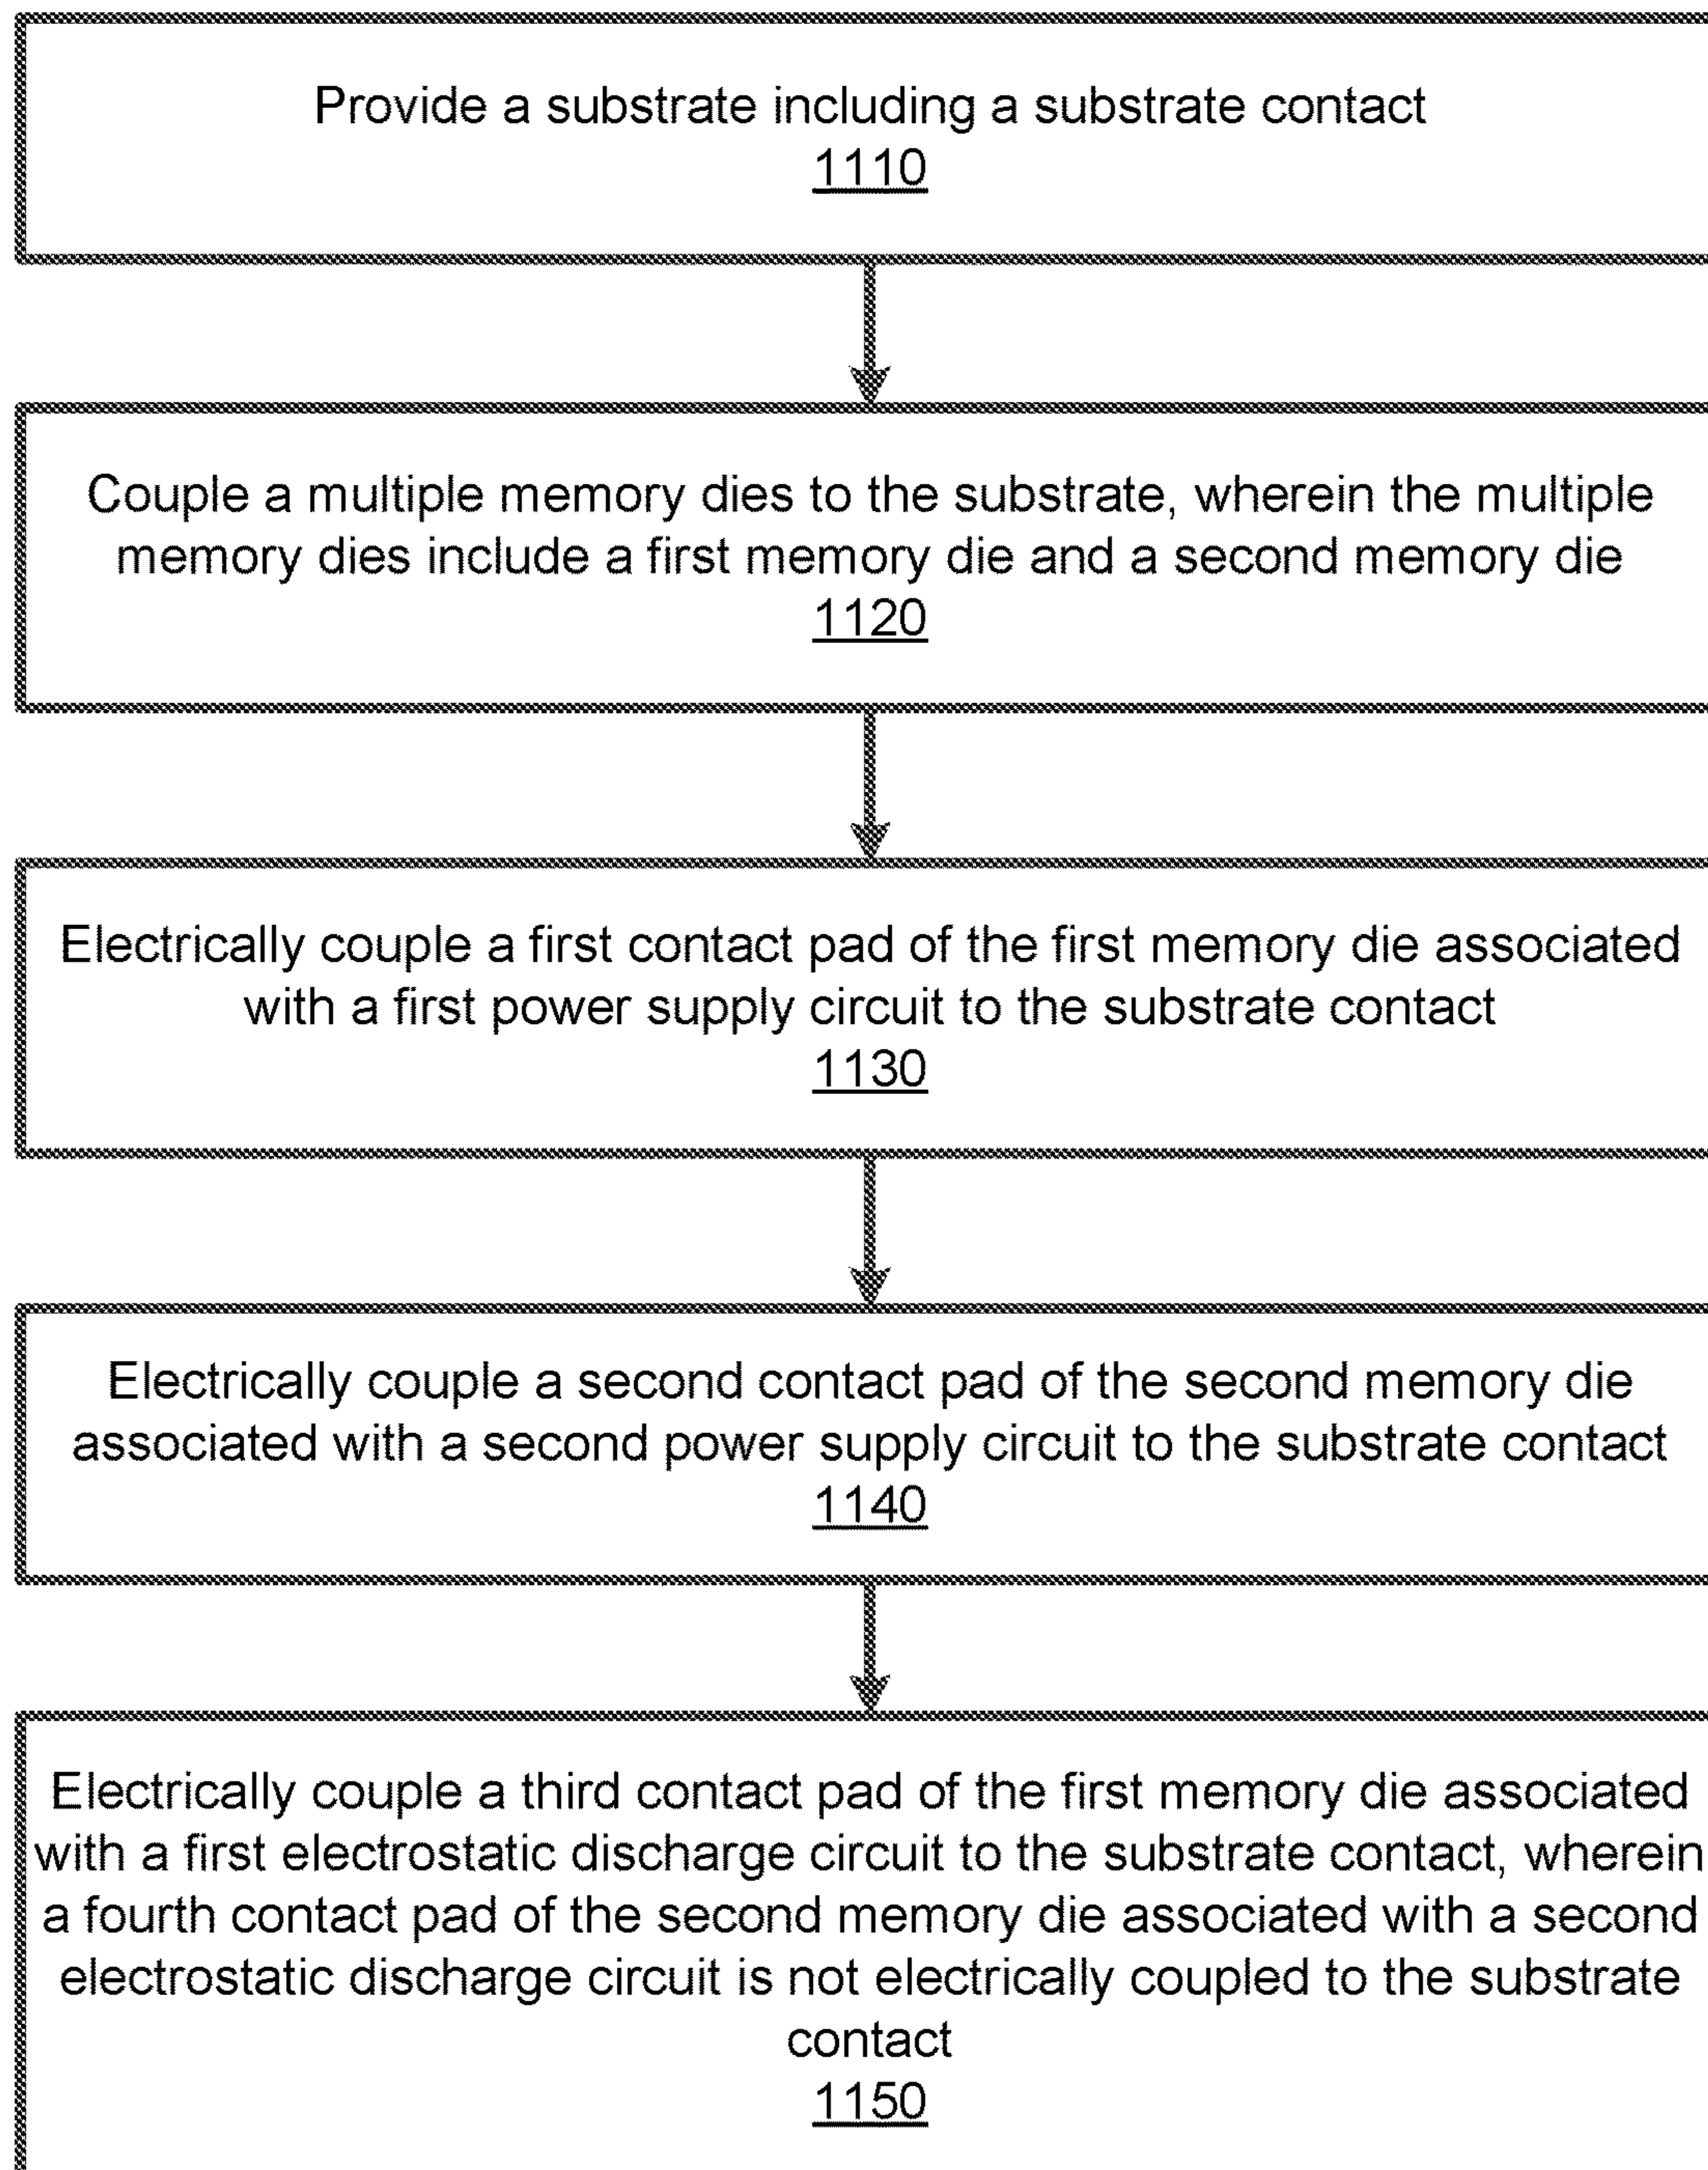 Provide a substrate including a substrate contact
1110
Couple a multiple memory dies to the substrate, wherein the multiple
memory dies include a first memory die and a second memory die
1120
Electrically couple a first contact pad of the first memory die associated
with a first power supply circuit to the substrate contact
1130
Electrically couple a second contact pad of the second memory die
associated with a second power supply circuit to the substrate contact
1140
Electrically couple a third contact pad of the first memory die associated
with a first electrostatic discharge circuit to the substrate contact, wherein
a fourth contact pad of the second memory die associated with a second
electrostatic discharge circuit is not electrically coupled to the substrate
contact
1150